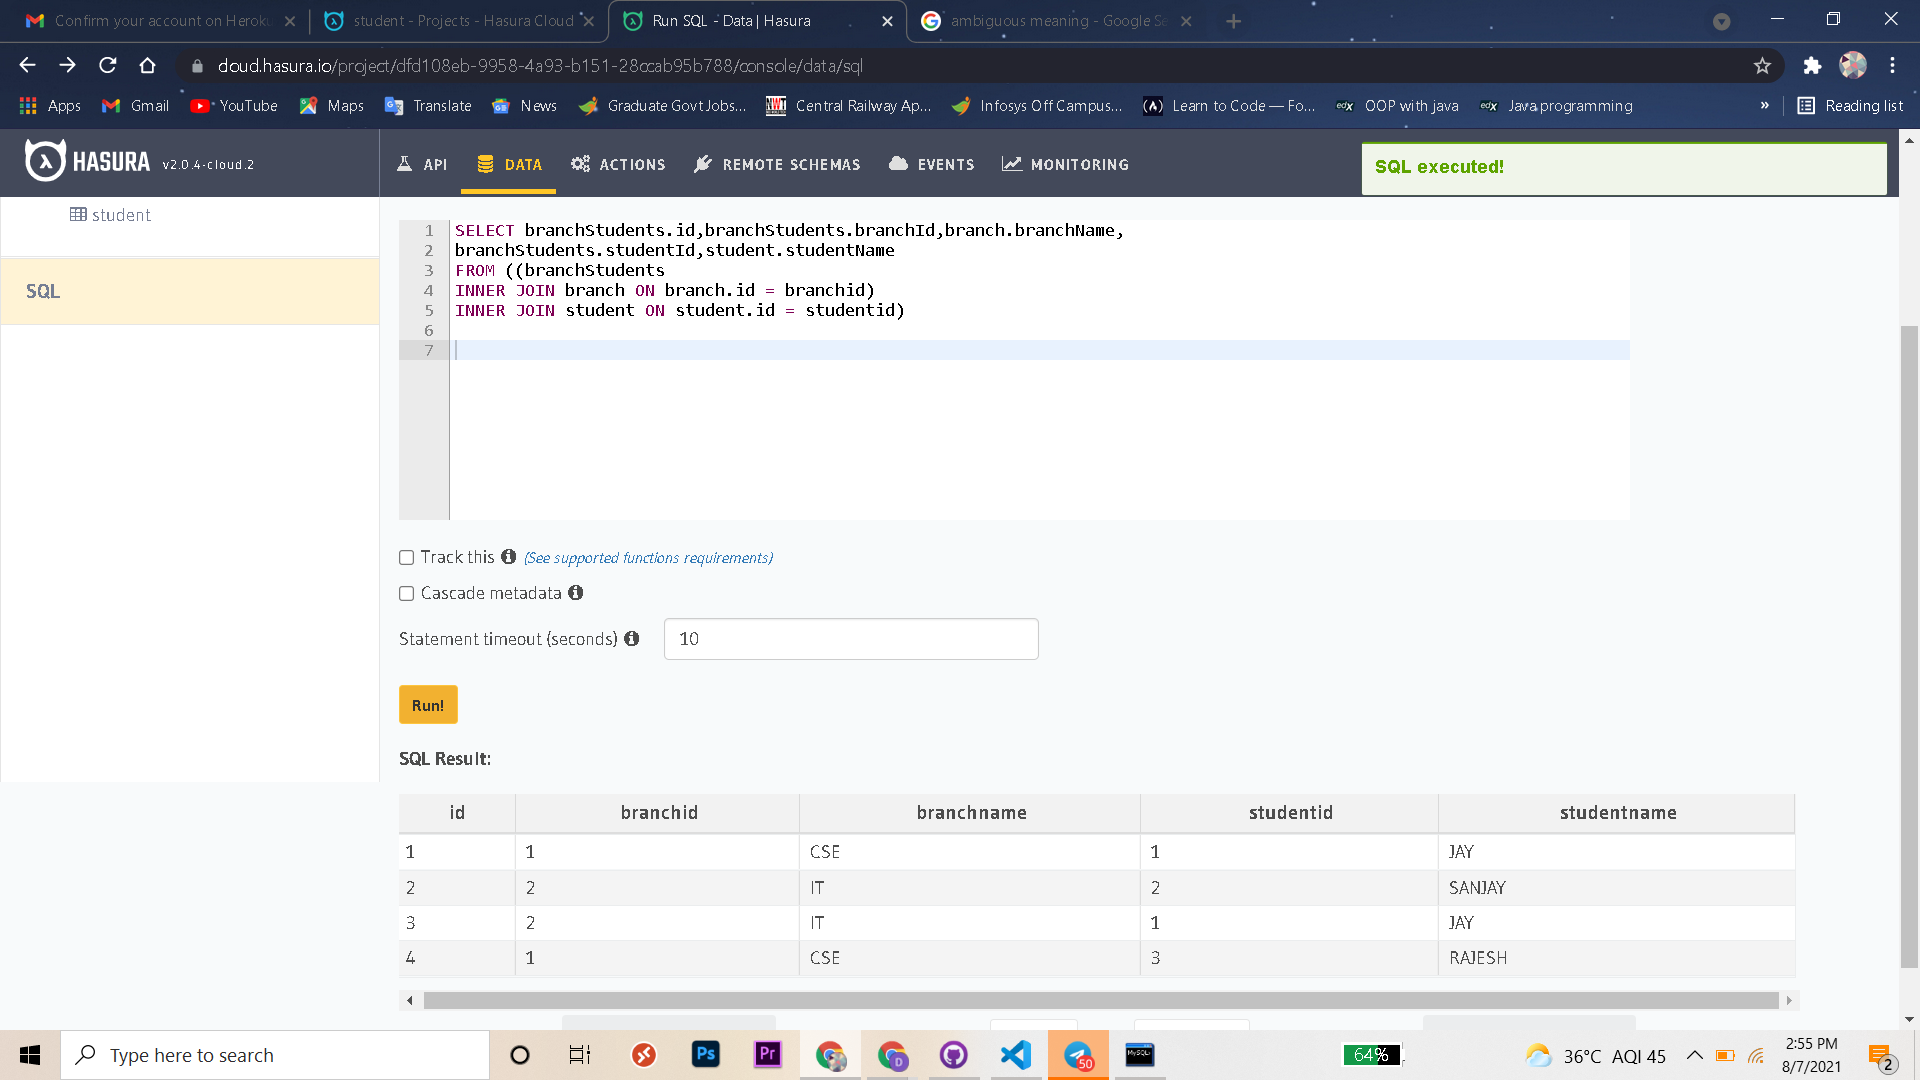 Confirm your account on Heroku
student - Projects - Hasura Cloud
Run SQL - Data | Hasura
ambiguous meaning - Google Se
cloud.hasura.io/project/dfd108eb-9958-4a93-b151-28ccab95b788/console/data/sql
Apps Gmail YouTube Maps Translate News Graduate Govt Jobs... Central Railway Ap... Infosys Off Campus... Learn to Code — Fo... OOP with java Java programming » Reading list
HASURA v2.0.4-cloud.2
API DATA ACTIONS REMOTE SCHEMAS EVENTS MONITORING
SQL executed!
student
SQL
1 SELECT branchStudents.id,branchStudents.branchId,branch.branchName,
2 branchStudents.studentId,student.studentName
3 FROM ((branchStudents
4 INNER JOIN branch ON branch.id = branchid)
5 INNER JOIN student ON student.id = studentid)
6
7
Track this (See supported functions requirements)
Cascade metadata
Statement timeout (seconds) 10
Run!
SQL Result:
id branchid branchname studentid studentname
1 1 CSE 1 JAY
2 2 IT 2 SANJAY
3 2 IT 1 JAY
4 1 CSE 3 RAJESH
Type here to search
Ps Pr D 50 MySQL
64%
36°C AQI 45
2:55 PM
8/7/2021
2